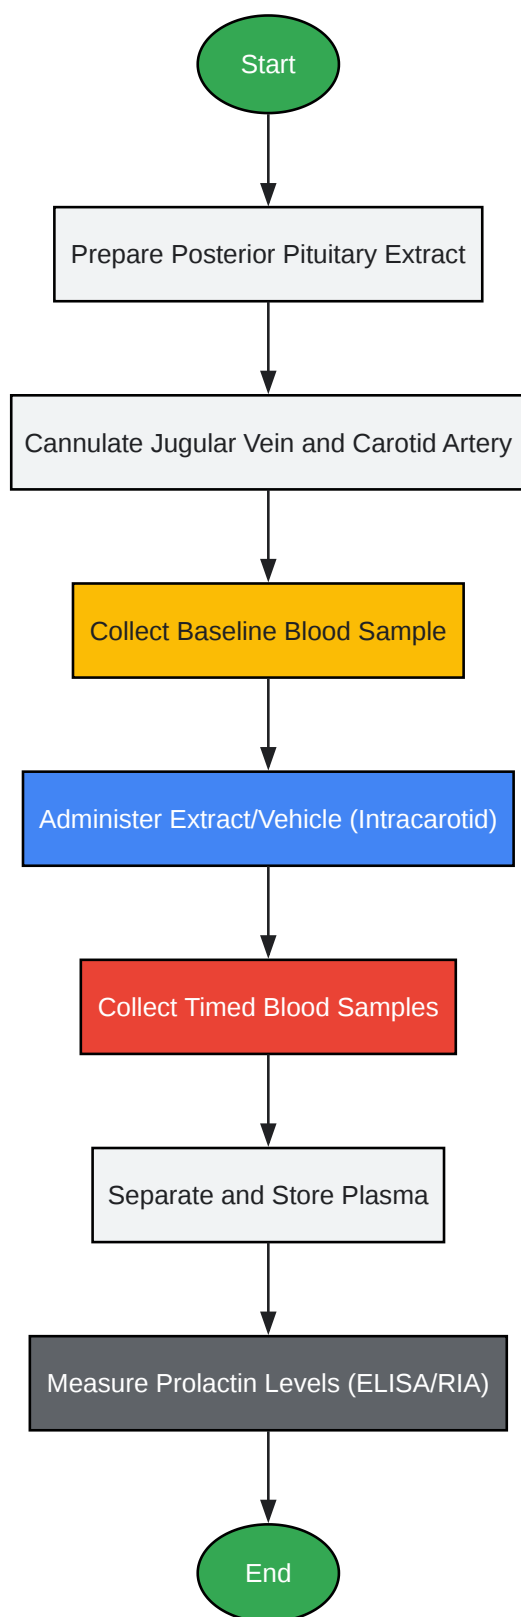 Start
Prepare Posterior Pituitary Extract
Cannulate Jugular Vein and Carotid Artery
Collect Baseline Blood Sample
Administer Extract/Vehicle (Intracarotid)
Collect Timed Blood Samples
Separate and Store Plasma
Measure Prolactin Levels (ELISA/RIA)
End